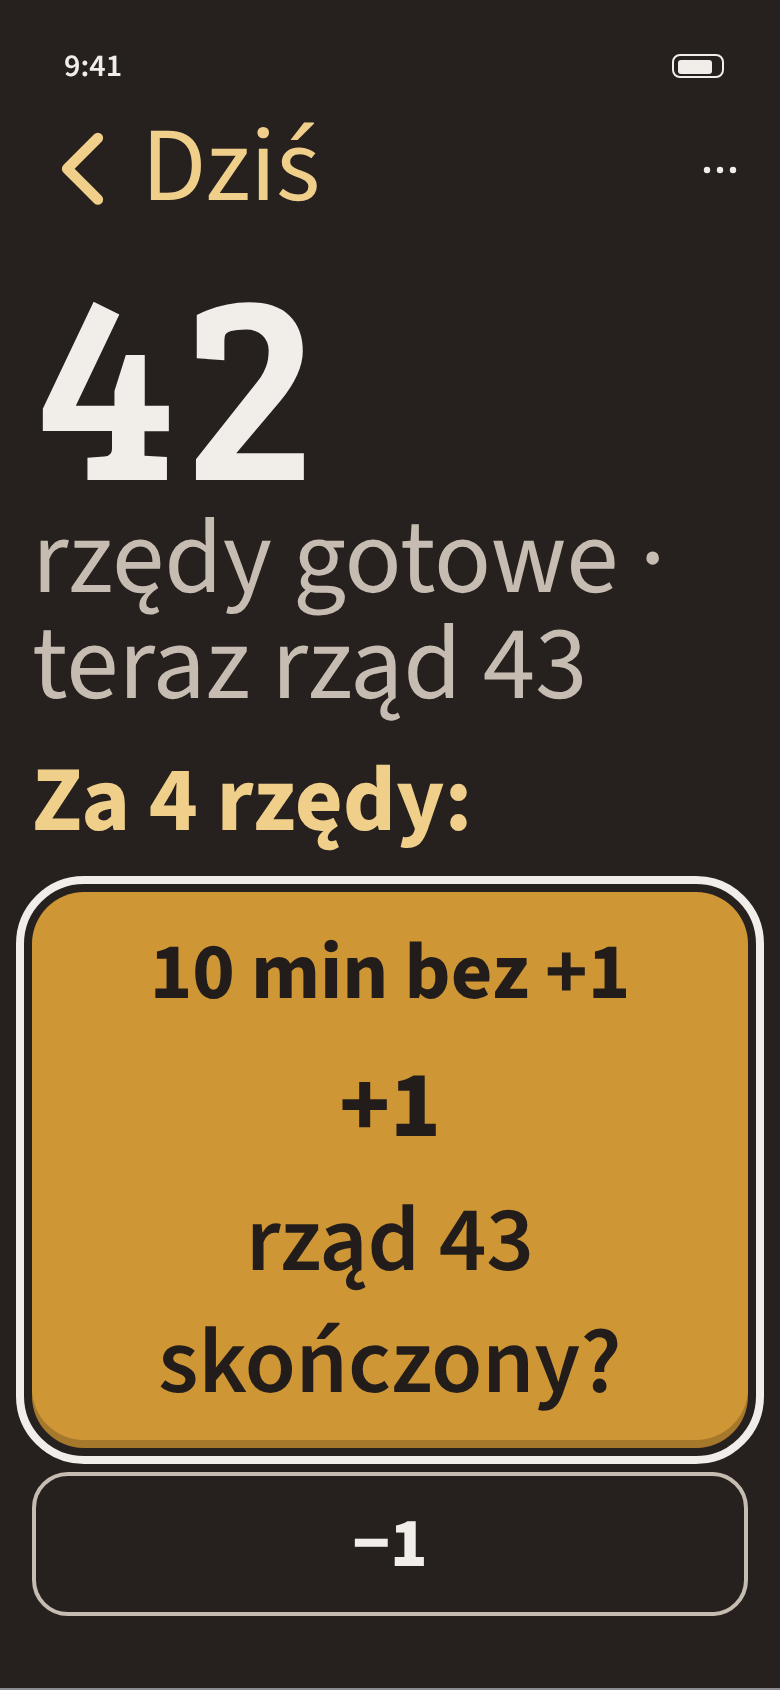 9:41
Dziś
...
42
rzędy gotowe ·
teraz rząd 43
Za 4 rzędy:
10 min bez +1
+1
rząd 43
skończony?
−1